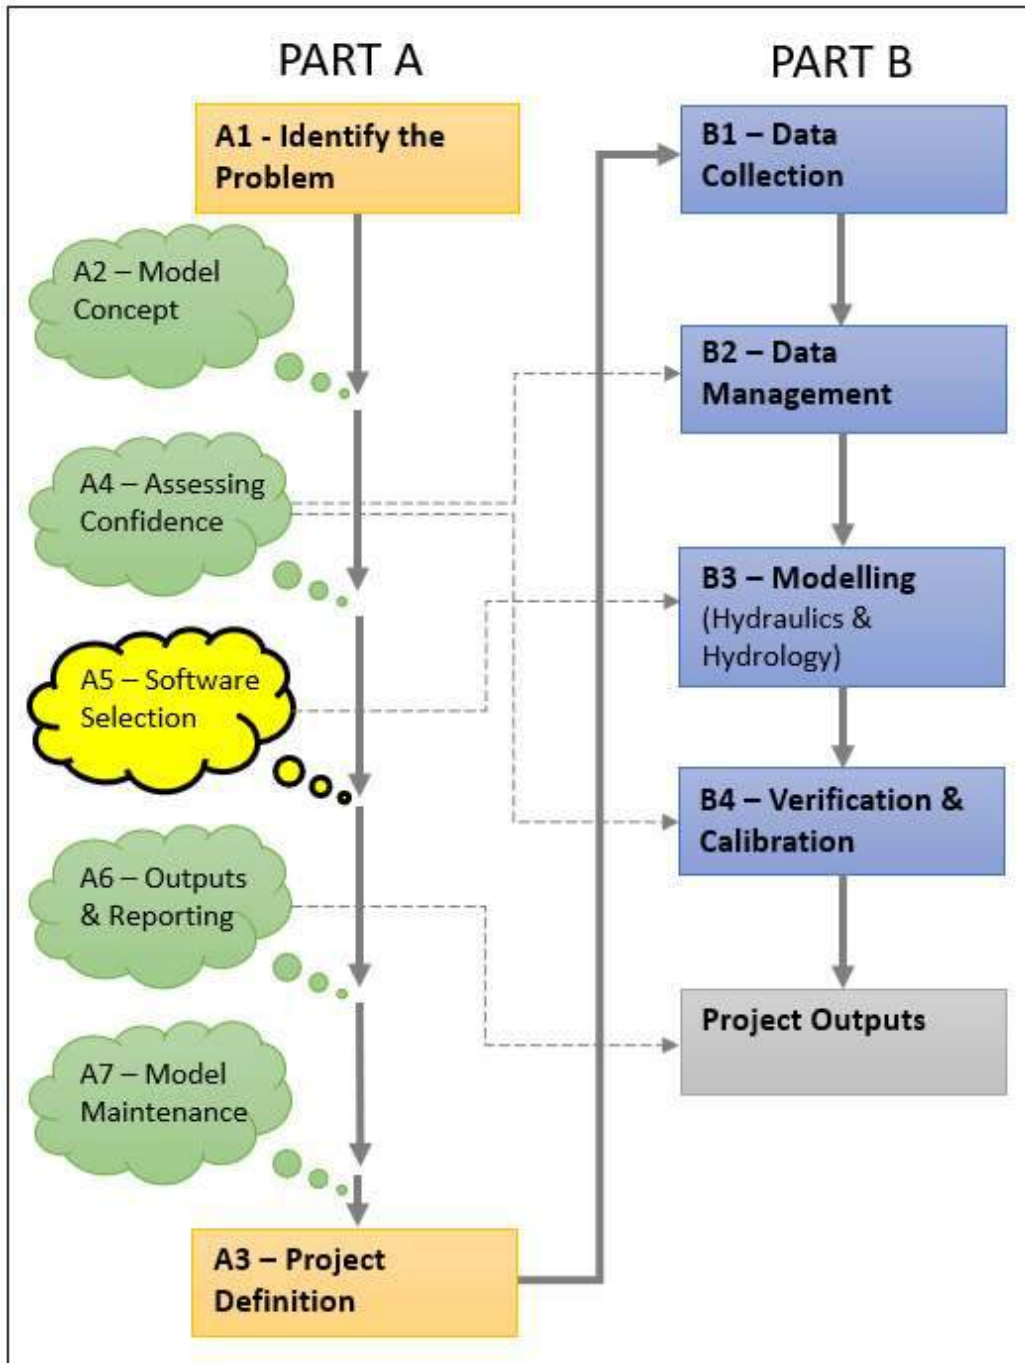 PART A
A1 - Identify the
Problem
A2 – Model
Concept
A4 – Assessing
Confidence
A5 – Software
Selection
A6 – Outputs
& Reporting
A7 – Model
Maintenance
A3 – Project
Definition
PART B
B1 – Data
Collection
B2 – Data
Management
B3 – Modelling
(Hydraulics &
Hydrology)
B4 – Verification &
Calibration
Project Outputs